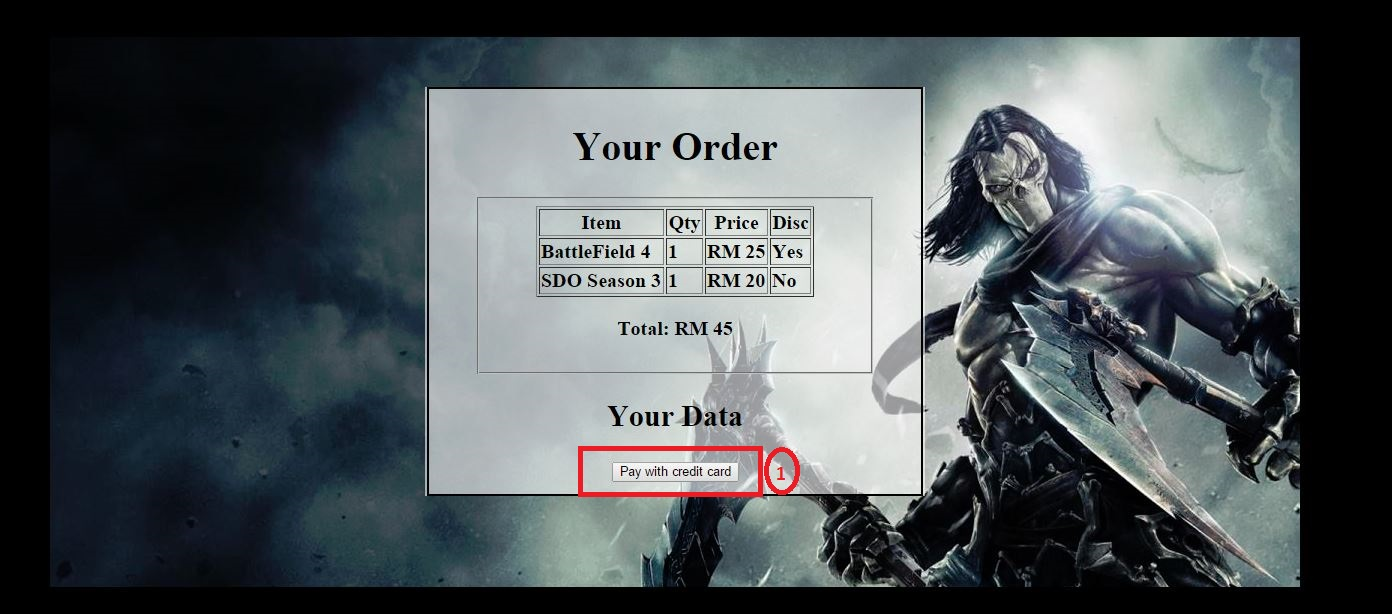 Your Order
Item Qty Price Disc
BattleField 4 1 RM 25 Yes
SDO Season 3 1 RM 20 No
Total: RM 45
Your Data
Pay with credit card 1